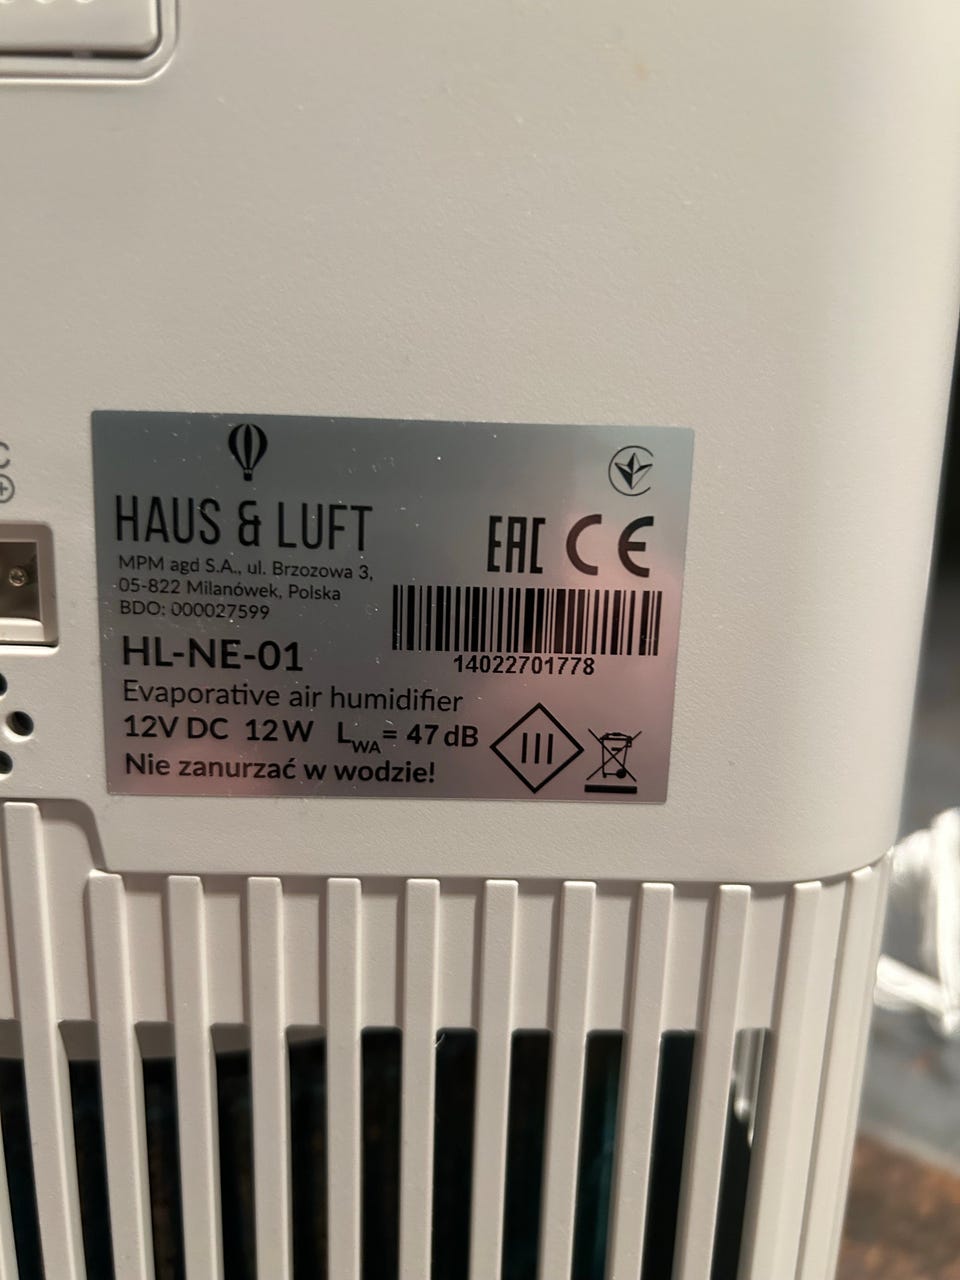 HAUS & LUFT
MPM agd S.A., ul. Brzozowa 3,
05-822 Milanówek, Polska
BDO: 000027599
HL-NE-01
Evaporative air humidifier
12V DC 12W LWA = 47 dB
Nie zanurzać w wodzie!
EAC CE
14022701778
III